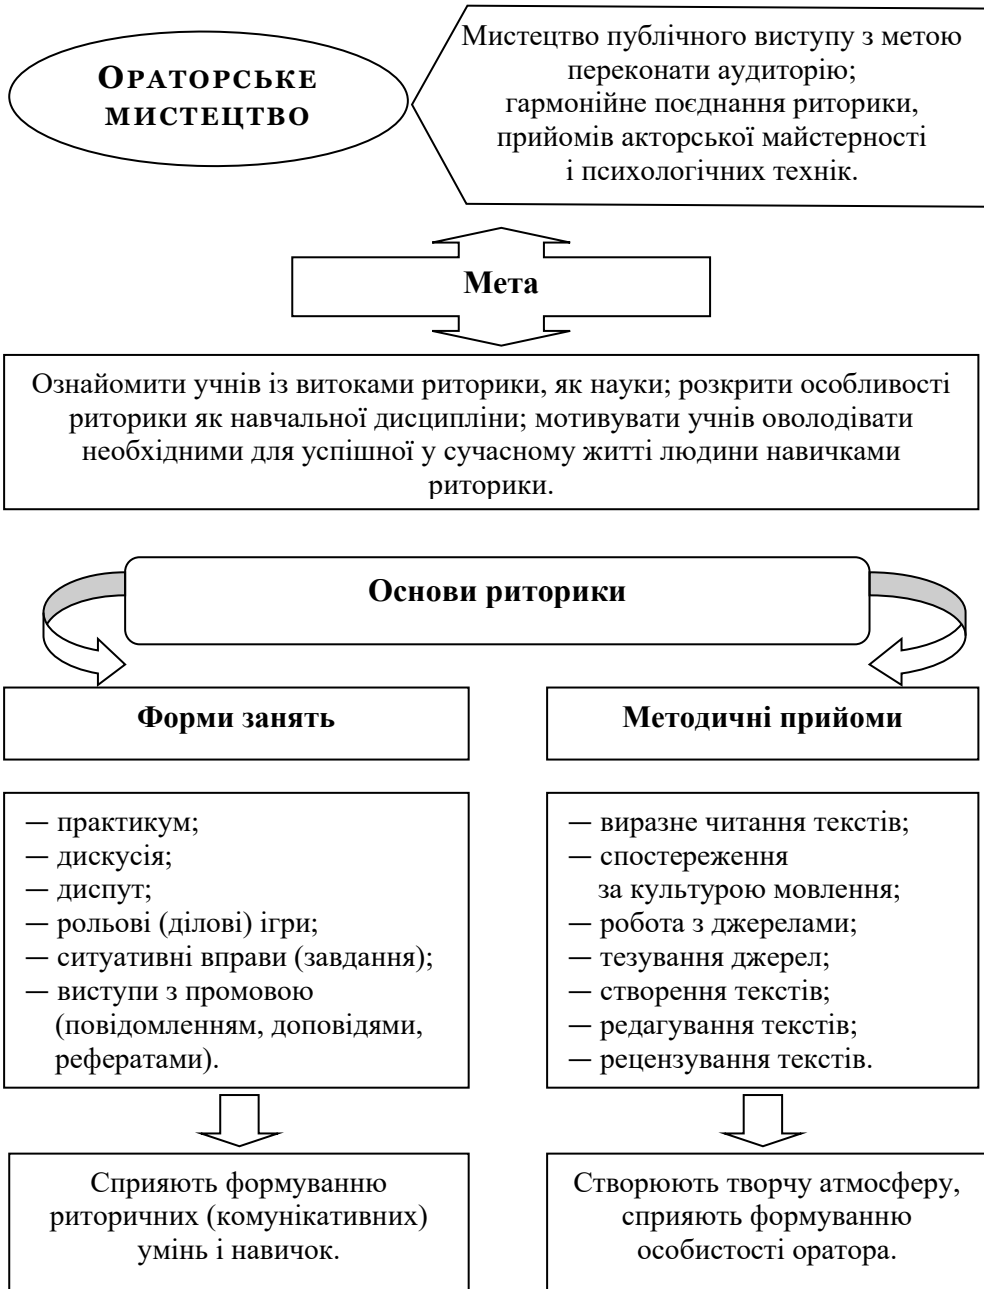 ОРАТОРСЬКЕ
МИСТЕЦТВО
Мистецтво публічного виступу з метою
переконати аудиторію;
гармонійне поєднання риторики,
прийомів акторської майстерності
і психологічних технік.
Мета
Ознайомити учнів із витоками риторики, як науки; розкрити особливості
риторики як навчальної дисципліни; мотивувати учнів оволодівати
необхідними для успішної у сучасному житті людини навичками
риторики.
Основи риторики
Форми занять
— практикум;
— дискусія;
— диспут;
— рольові (ділові) ігри;
— ситуативні вправи (завдання);
— виступи з промовою
(повідомленням, доповідями,
рефератами).
Сприяють формуванню
риторичних (комунікативних)
умінь і навичок.
Методичні прийоми
— виразне читання текстів;
— спостереження
за культурою мовлення;
— робота з джерелами;
— тезування джерел;
— створення текстів;
— редагування текстів;
— рецензування текстів.
Створюють творчу атмосферу,
сприяють формуванню
особистості оратора.